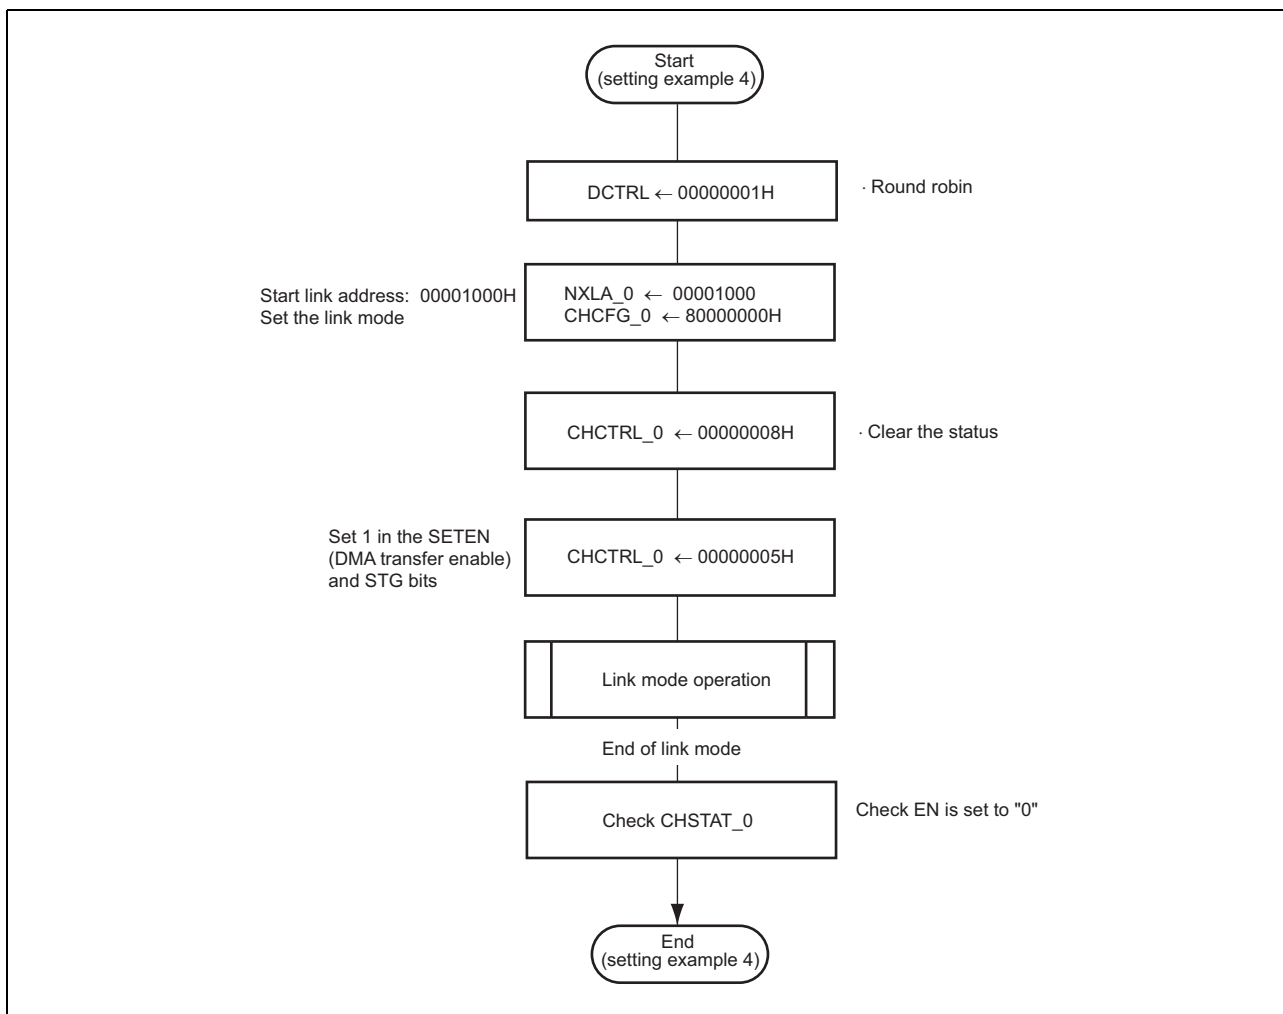 Start
(setting example 4)
DCTRL ← 00000001H
· Round robin
Start link address: 00001000H
Set the link mode
NXLA_0 ← 00001000
CHCFG_0 ← 80000000H
CHCTRL_0 ← 00000008H
· Clear the status
Set 1 in the SETEN
(DMA transfer enable)
and STG bits
CHCTRL_0 ← 00000005H
Link mode operation
End of link mode
Check CHSTAT_0
Check EN is set to "0"
End
(setting example 4)